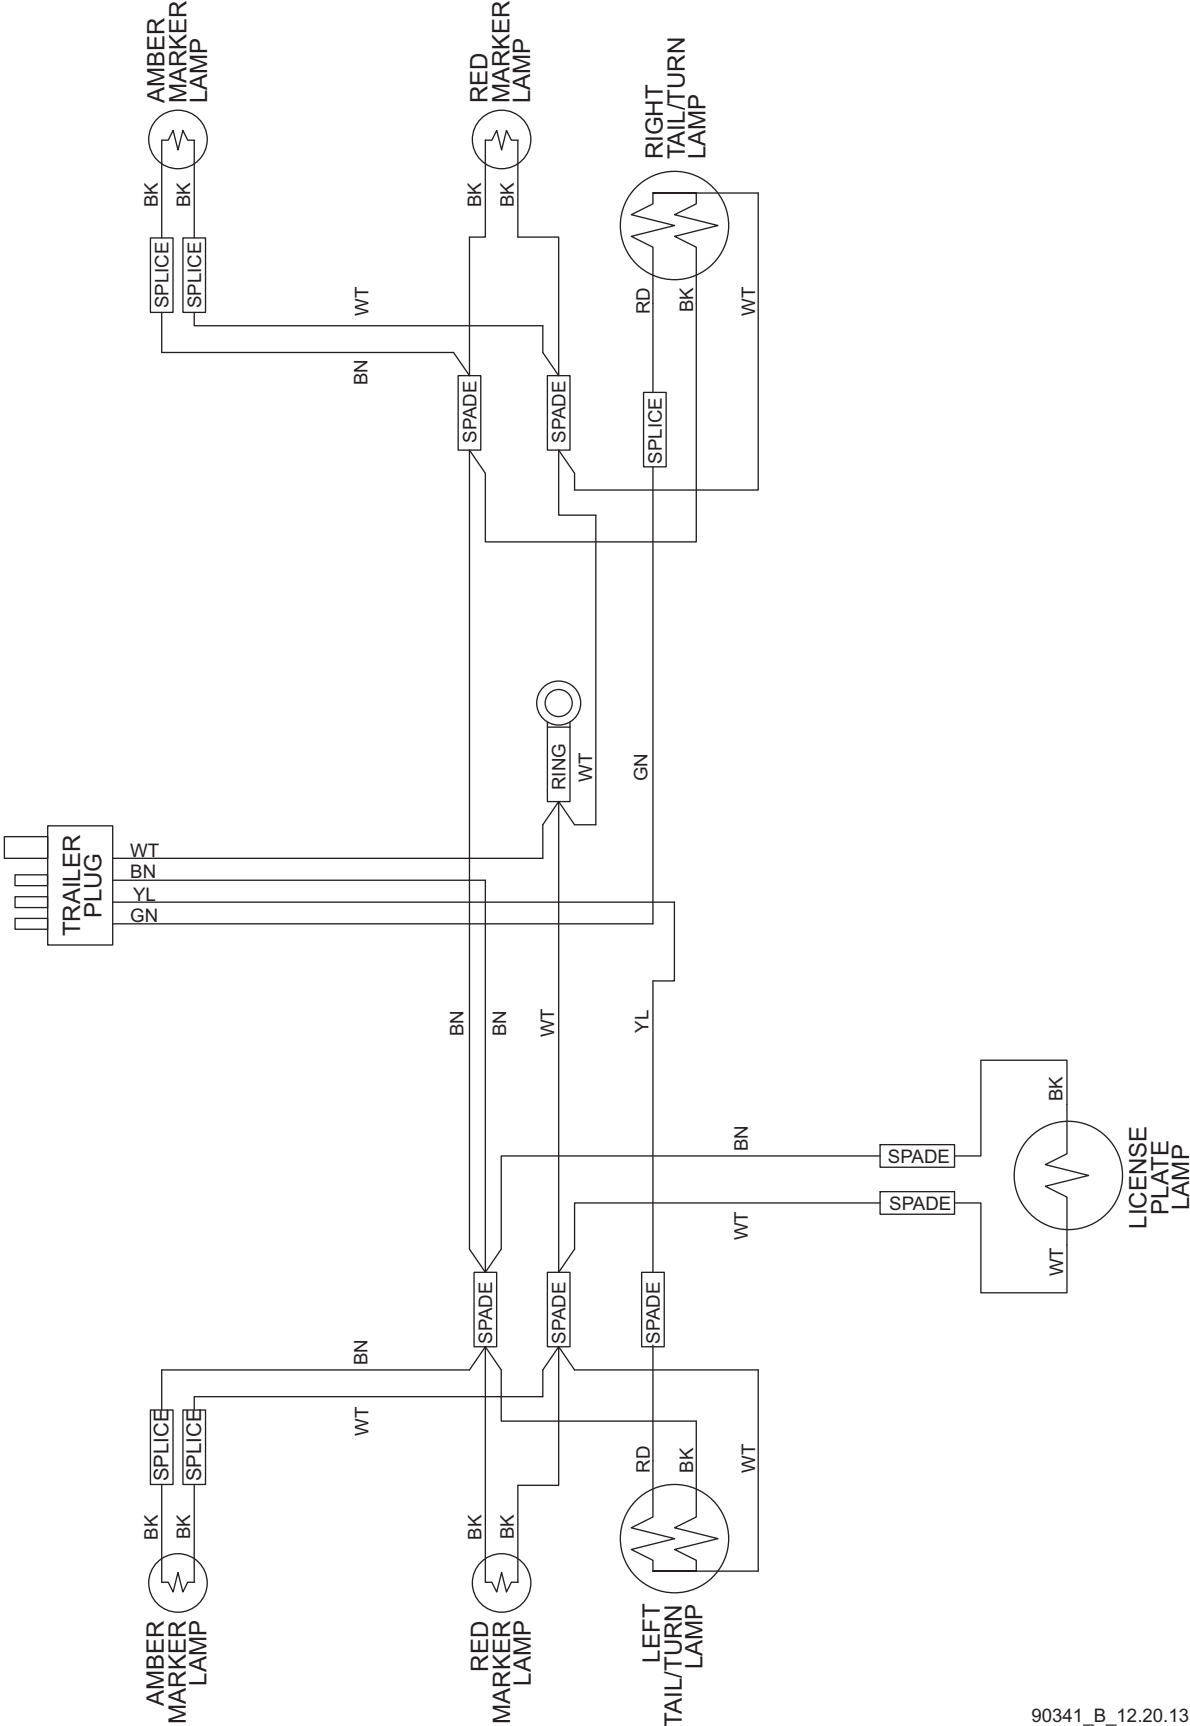 AMBER
MARKER
LAMP
RED
MARKER
LAMP
RIGHT
TAIL/TURN
LAMP
BK
BK
BK
BK
SPLICE
SPLICE
RD
BK
WT
WT
BN
SPADE
SPADE
SPLICE
RING
WT
GN
TRAILER
PLUG
WT
BN
YL
GN
BN
BN
WT
YL
BK
BN
SPADE
LICENSE
PLATE
LAMP
SPADE
WT
WT
SPADE
SPADE
SPADE
BN
WT
SPLICE
SPLICE
RD
BK
WT
BK
BK
BK
BK
AMBER
MARKER
LAMP
RED
MARKER
LAMP
LEFT
TAIL/TURN
LAMP
90341_B_12.20.13